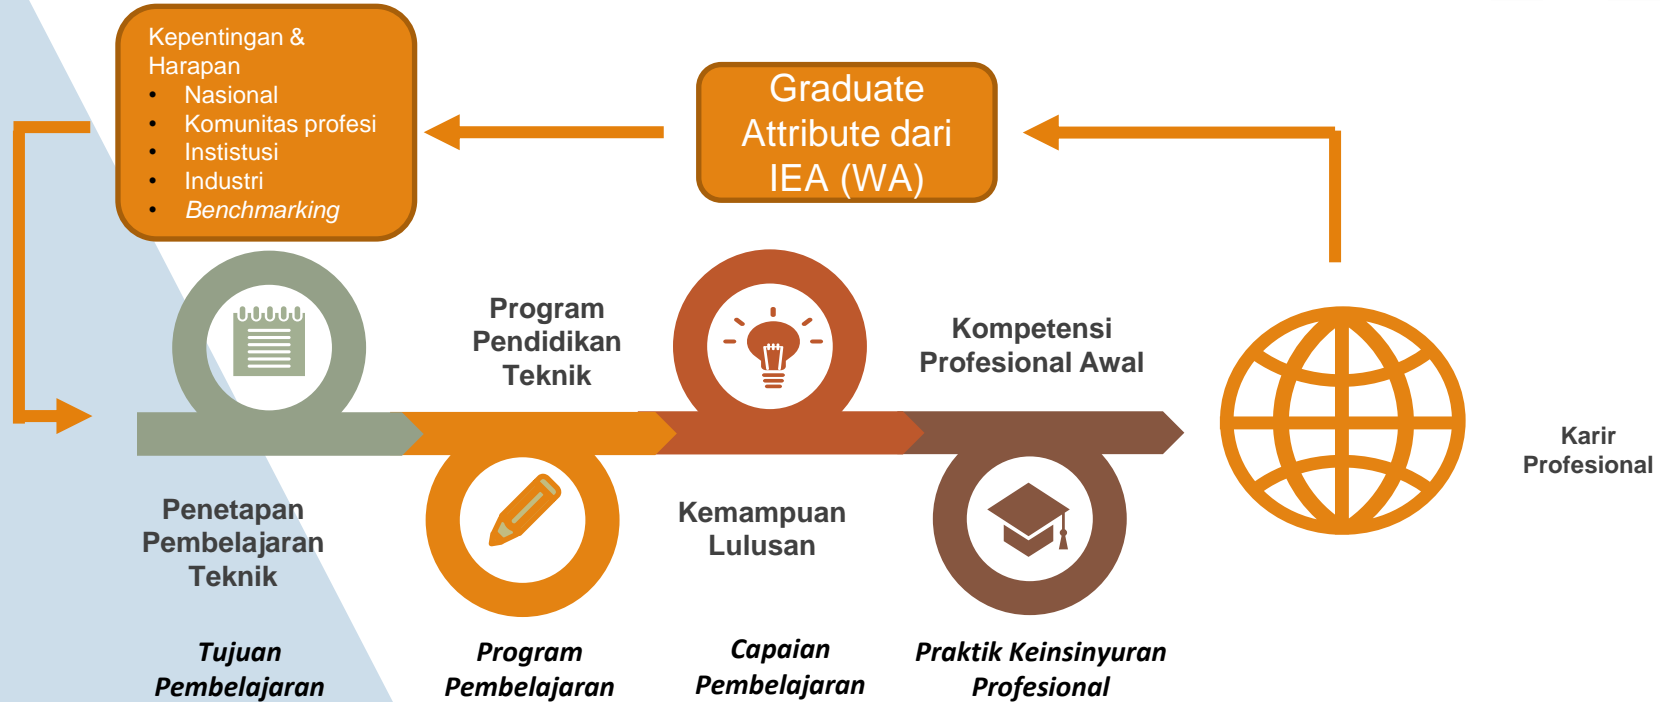 Kepentingan &
Harapan
• Nasional
• Komunitas profesi
• Instistusi
• Industri
• Benchmarking
Graduate
Attribute dari
IEA (WA)
Program
Pendidikan
Teknik
Kompetensi
Profesional Awal
Karir
Profesional
Penetapan
Pembelajaran
Teknik
Kemampuan
Lulusan
Tujuan
Pembelajaran
Program
Pembelajaran
Capaian
Pembelajaran
Praktik Keinsinyuran
Profesional